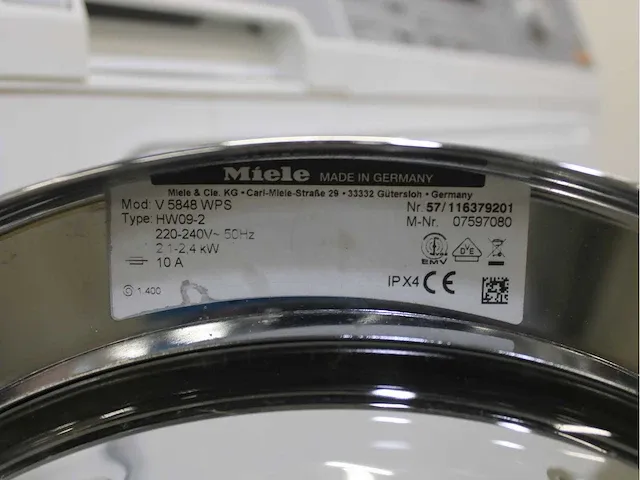 Miele MADE IN GERMANY
Miele & Cie. KG • Carl-Miele-Straße 29 • 33332 Gütersloh • Germany
Mod: V 5848 WPS Nr. 57/116379201
Type: HW09-2 M-Nr. 07597080
220-240V~ 50Hz
2.1-2.4 kW
10 A
EMV
DVE
1.400
IPX4 CE